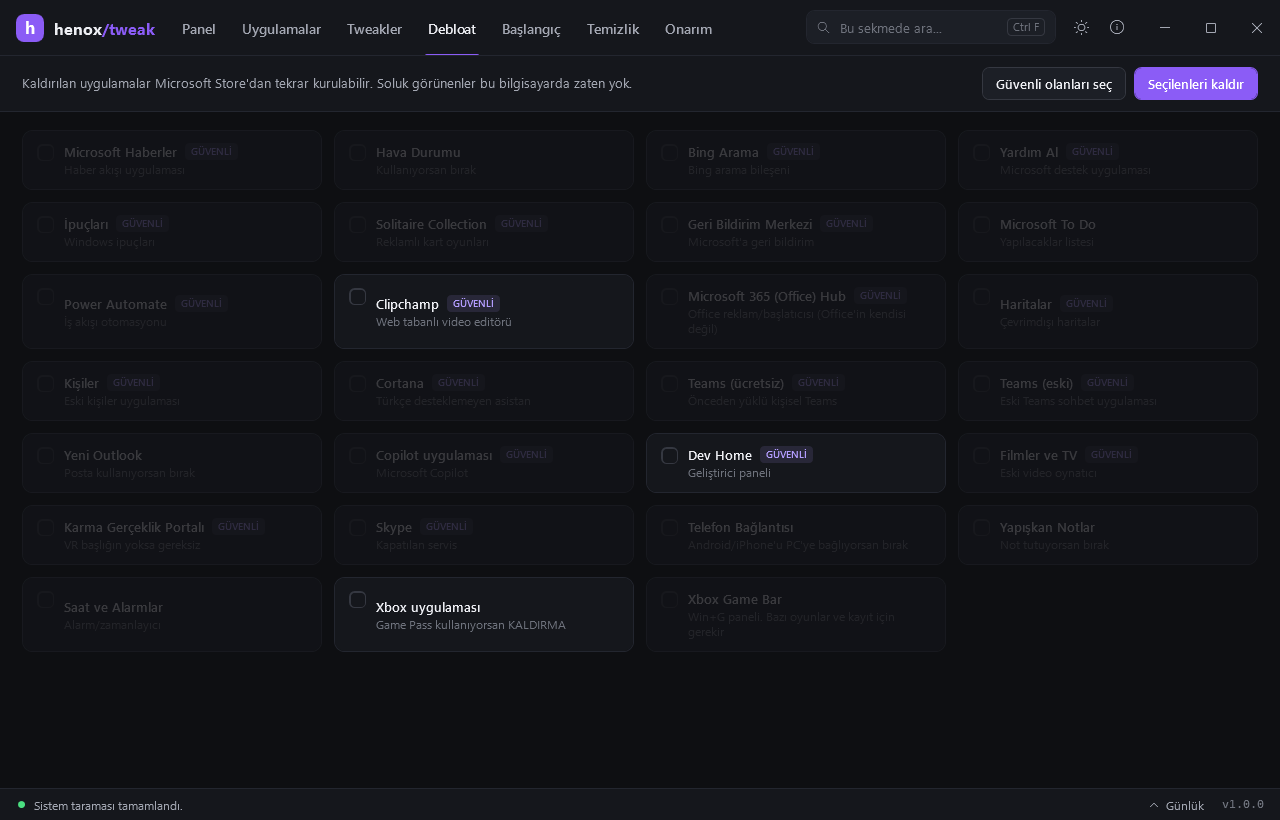 h henox/tweak Panel Uygulamalar Tweakler Debloat Başlangıç Temizlik Onarım Bu sekmede ara... Ctrl F
Kaldırılan uygulamalar Microsoft Store'dan tekrar kurulabilir. Soluk görünenler bu bilgisayarda zaten yok. Güvenli olanları seç Seçilenleri kaldır
Microsoft Haberler GÜVENLİ
Haber akışı uygulaması
Hava Durumu
Kullanıyorsan bırak
Bing Arama GÜVENLİ
Bing arama bileşeni
Yardım Al GÜVENLİ
Microsoft destek uygulaması
İpuçları GÜVENLİ
Windows ipuçları
Solitaire Collection GÜVENLİ
Reklamlı kart oyunları
Geri Bildirim Merkezi GÜVENLİ
Microsoft'a geri bildirim
Microsoft To Do
Yapılacaklar listesi
Power Automate GÜVENLİ
İş akışı otomasyonu
Clipchamp GÜVENLİ
Web tabanlı video editörü
Microsoft 365 (Office) Hub GÜVENLİ
Office reklam/başlatıcısı (Office'in kendisi
değil)
Haritalar GÜVENLİ
Çevrimdışı haritalar
Kişiler GÜVENLİ
Eski kişiler uygulaması
Cortana GÜVENLİ
Türkçe desteklemeyen asistan
Teams (ücretsiz) GÜVENLİ
Önceden yüklü kişisel Teams
Teams (eski) GÜVENLİ
Eski Teams sohbet uygulaması
Yeni Outlook
Posta kullanıyorsan bırak
Copilot uygulaması GÜVENLİ
Microsoft Copilot
Dev Home GÜVENLİ
Geliştirici paneli
Filmler ve TV GÜVENLİ
Eski video oynatıcı
Karma Gerçeklik Portalı GÜVENLİ
VR başlığın yoksa gereksiz
Skype GÜVENLİ
Kapatılan servis
Telefon Bağlantısı
Android/iPhone'u PC'ye bağlıyorsan bırak
Yapışkan Notlar
Not tutuyorsan bırak
Saat ve Alarmlar
Alarm/zamanlayıcı
Xbox uygulaması
Game Pass kullanıyorsan KALDIRMA
Xbox Game Bar
Win+G paneli. Bazı oyunlar ve kayıt için
gerekir
Sistem taraması tamamlandı. Günlük v1.0.0